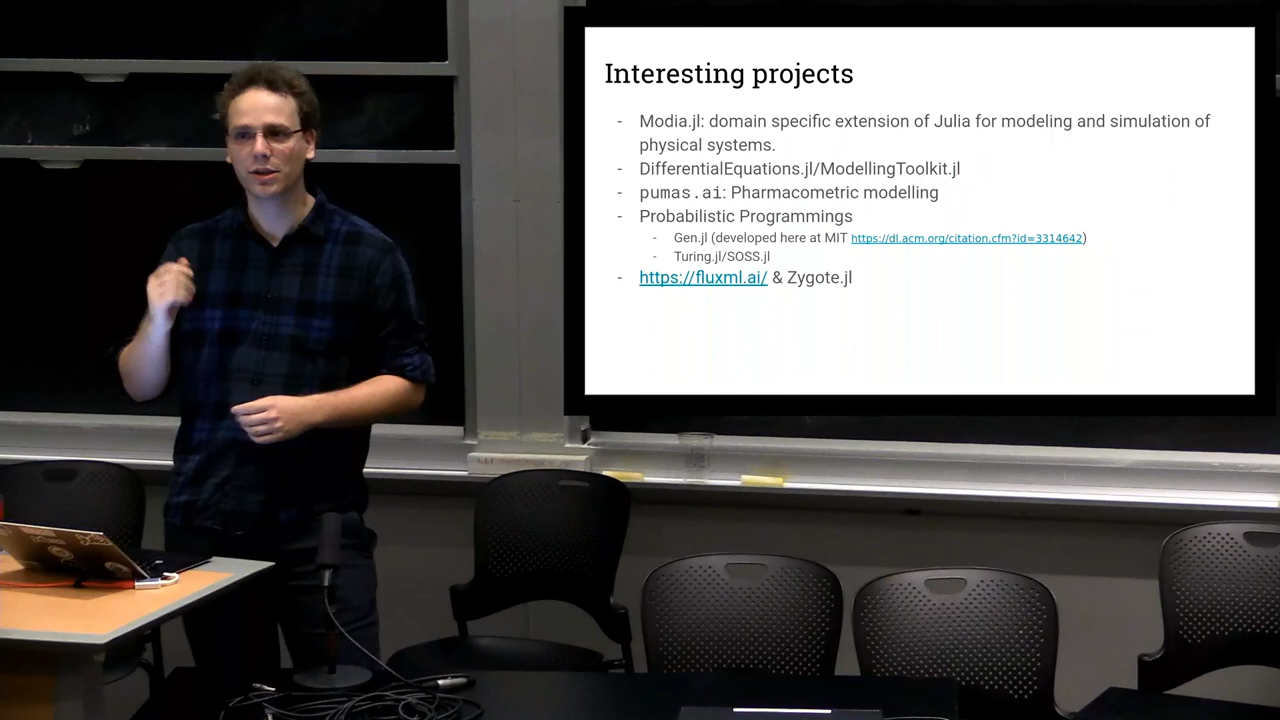 Interesting projects
- Modia.jl: domain specific extension of Julia for modeling and simulation of
physical systems.
- DifferentialEquations.jl/ModellingToolkit.jl
- pumas.ai: Pharmacometric modelling
- Probabilistic Programmings
- Gen.jl (developed here at MIT https://dl.acm.org/citation.cfm?id=3314642)
- Turing.jl/SOSS.jl
- https://fluxml.ai/ & Zygote.jl